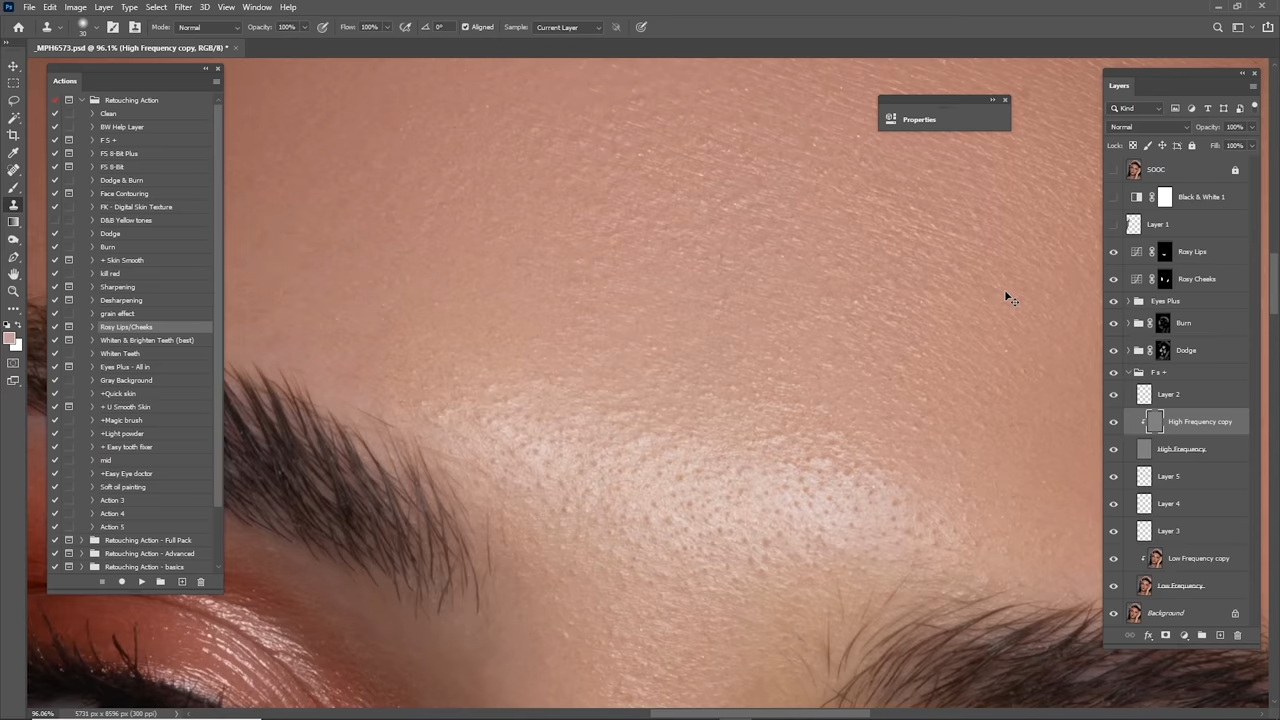 Ps File Edit Image Layer Type Select Filter 3D View Window Help
30 Mode: Normal Opacity: 100% Flow: 100% 0° Aligned Sample: Current Layer
_MPH6573.psd @ 96.1% (High Frequency copy, RGB/8) *
Actions
Retouching Action
Clean
BW Help Layer
F S +
FS 8-Bit Plus
FS 8-Bit
Dodge & Burn
Face Contouring
FK - Digital Skin Texture
D&B Yellow tones
Dodge
Burn
+ Skin Smooth
kill red
Sharpening
Desharpening
grain effect
Rosy Lips/Cheeks
Whiten & Brighten Teeth (best)
Whiten Teeth
Eyes Plus - All in
Gray Background
+Quick skin
+ U Smooth Skin
+Magic brush
+Light powder
+ Easy tooth fixer
mid
+Easy Eye doctor
Soft oil painting
Action 3
Action 4
Action 5
Retouching Action - Full Pack
Retouching Action - Advanced
Retouching Action - basics
Properties
Layers
Kind
Normal Opacity: 100%
Lock: Fill: 100%
SOOC
Black & White 1
Layer 1
Rosy Lips
Rosy Cheeks
Eyes Plus
Burn
Dodge
F s +
Layer 2
High Frequency copy
High Frequency
Layer 5
Layer 4
Layer 3
Low Frequency copy
Low Frequency
Background
96.06% 5731 px x 8596 px (300 ppi)